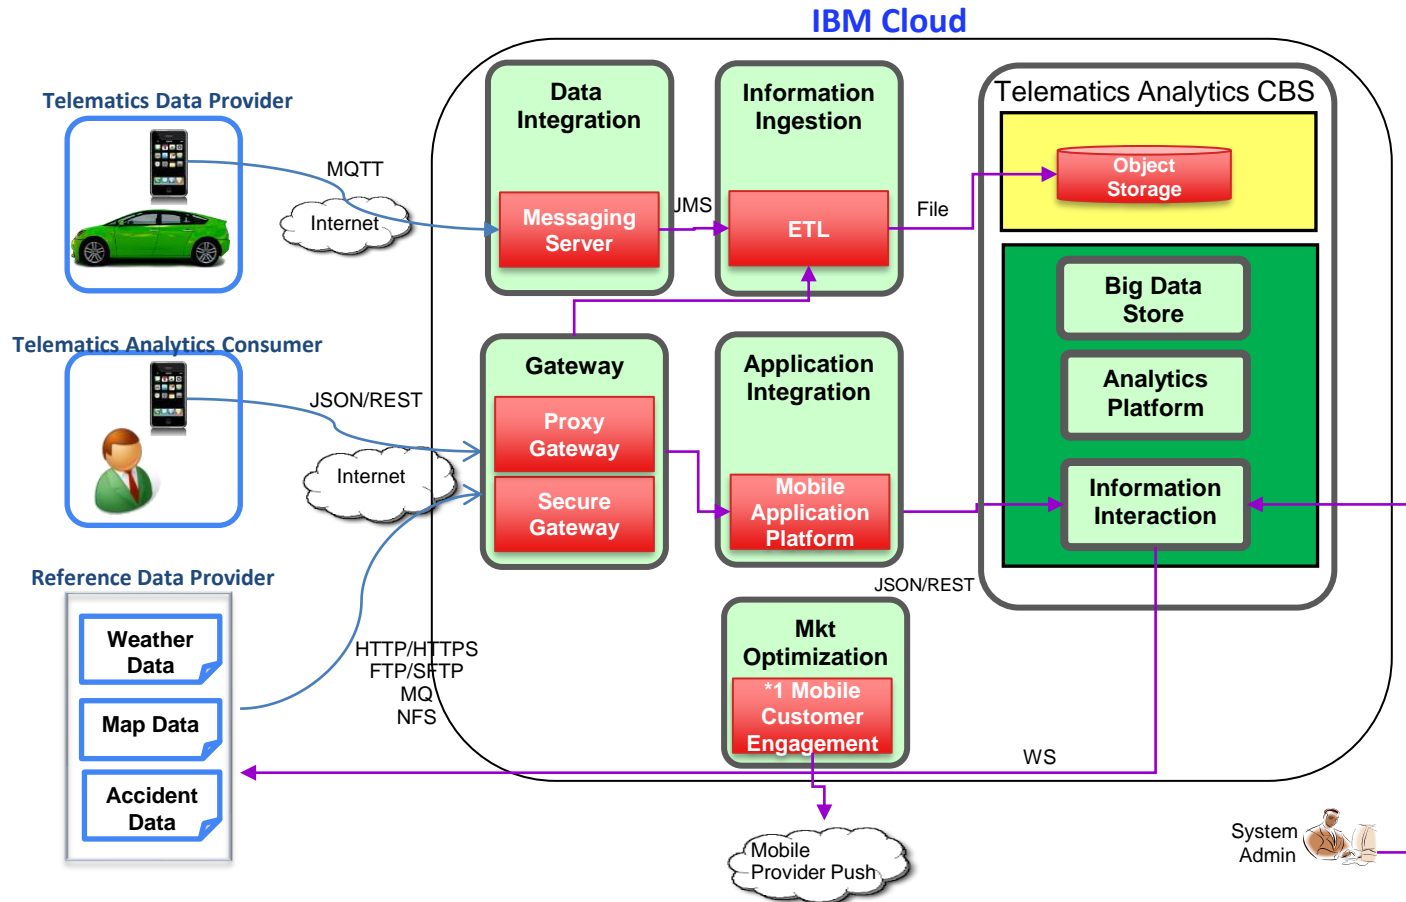 IBM Cloud
Telematics Data Provider
MQTT
Internet
Data
Integration
Messaging
Server
JMS
Information
Ingestion
ETL
File
Telematics Analytics CBS
Object
Storage
Big Data
Store
Analytics
Platform
Information
Interaction
Telematics Analytics Consumer
JSON/REST
Internet
Gateway
Proxy
Gateway
Secure
Gateway
Application
Integration
Mobile
Application
Platform
JSON/REST
Reference Data Provider
Weather
Data
Map Data
Accident
Data
HTTP/HTTPS
FTP/SFTP
MQ
NFS
Mkt
Optimization
*1 Mobile
Customer
Engagement
WS
Mobile
Provider Push
System
Admin